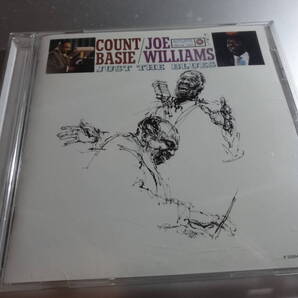 COUNT / JOE
BASIE / WILLIAMS
JUST THE BLUES